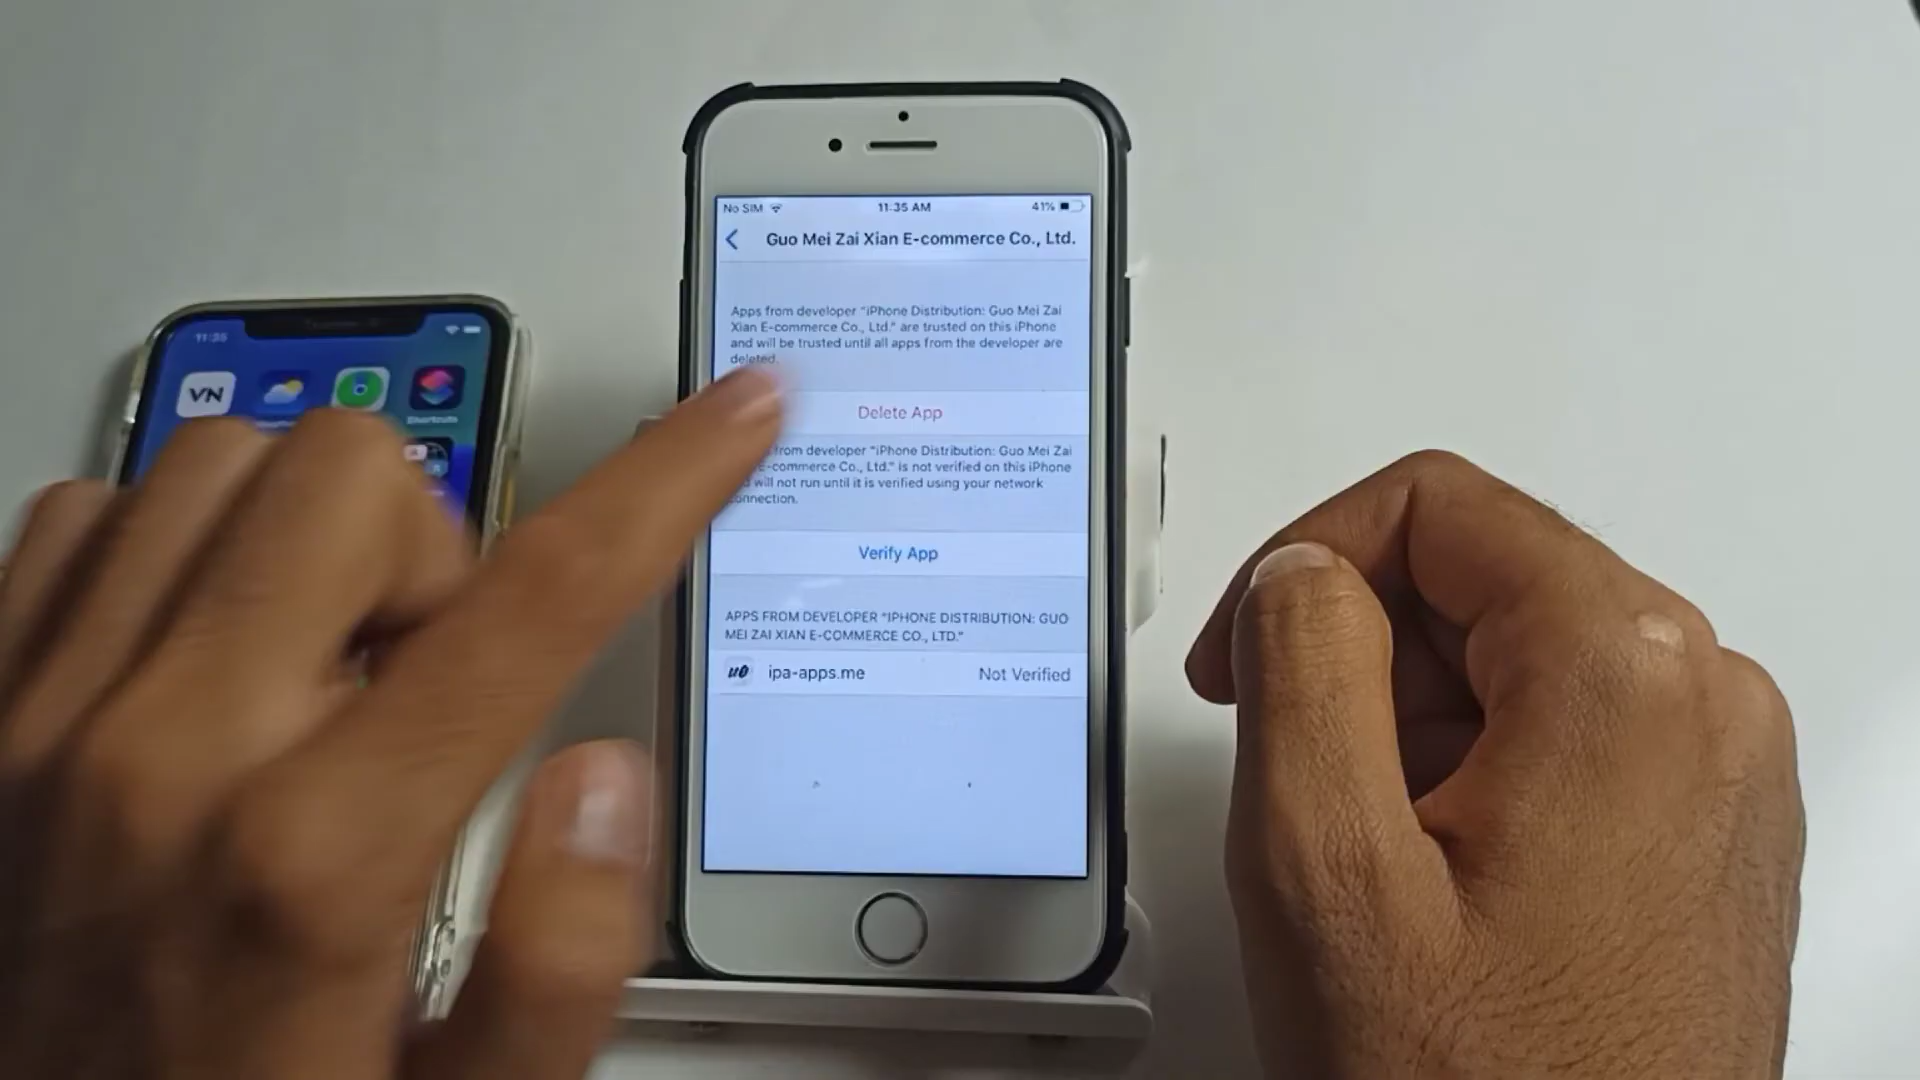 No SIM
11:35 AM
41%
Guo Mei Zai Xian E-commerce Co., Ltd.
Apps from developer "iPhone Distribution: Guo Mei Zai
Xian E-commerce Co., Ltd." are trusted on this iPhone
and will be trusted until all apps from the developer are
deleted.
Delete App
from developer "iPhone Distribution: Guo Mei Zai
E-commerce Co., Ltd." is not verified on this iPhone
will not run until it is verified using your network
connection.
Verify App
APPS FROM DEVELOPER "IPHONE DISTRIBUTION: GUO
MEI ZAI XIAN E-COMMERCE CO., LTD."
ipa-apps.me
Not Verified
11:35
VN
Shortcuts